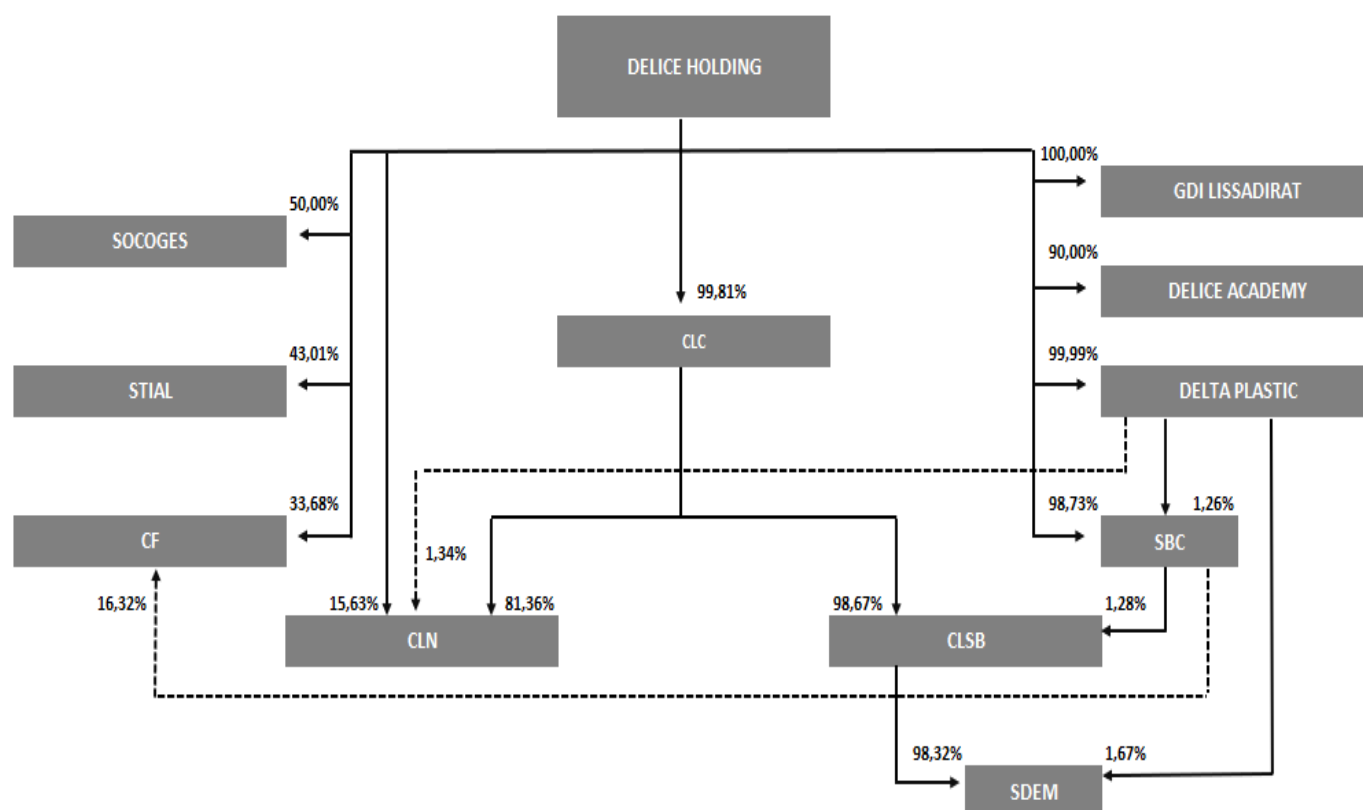 DELICE HOLDING
100,00%
GDI LISSADIRAT
50,00%
SOCOGES
90,00%
DELICE ACADEMY
99,81%
CLC
43,01%
STIAL
99,99%
DELTA PLASTIC
33,68%
CF
98,73%
1,26%
SBC
1,34%
16,32%
15,63%
81,36%
CLN
98,67%
1,28%
CLSB
98,32%
1,67%
SDEM